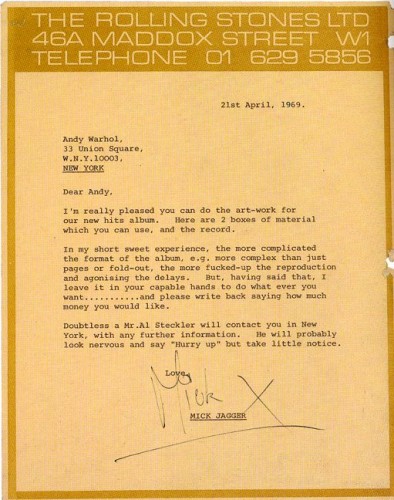 THE ROLLING STONES LTD
46A MADDOX STREET W1
TELEPHONE 01 629 5856
21st April, 1969.
Andy Warhol,
33 Union Square,
W.N.Y.10003,
NEW YORK
Dear Andy,
I'm really pleased you can do the art-work for
our new hits album. Here are 2 boxes of material
which you can use, and the record.
In my short sweet experience, the more complicated
the format of the album, e.g. more complex than just
pages or fold-out, the more fucked-up the reproduction
and agonising the delays. But, having said that, I
leave it in your capable hands to do what ever you
want...........and please write back saying how much
money you would like.
Doubtless a Mr.Al Steckler will contact you in New
York, with any further information. He will probably
look nervous and say "Hurry up" but take little notice.
Love,
Mick X
MICK JAGGER